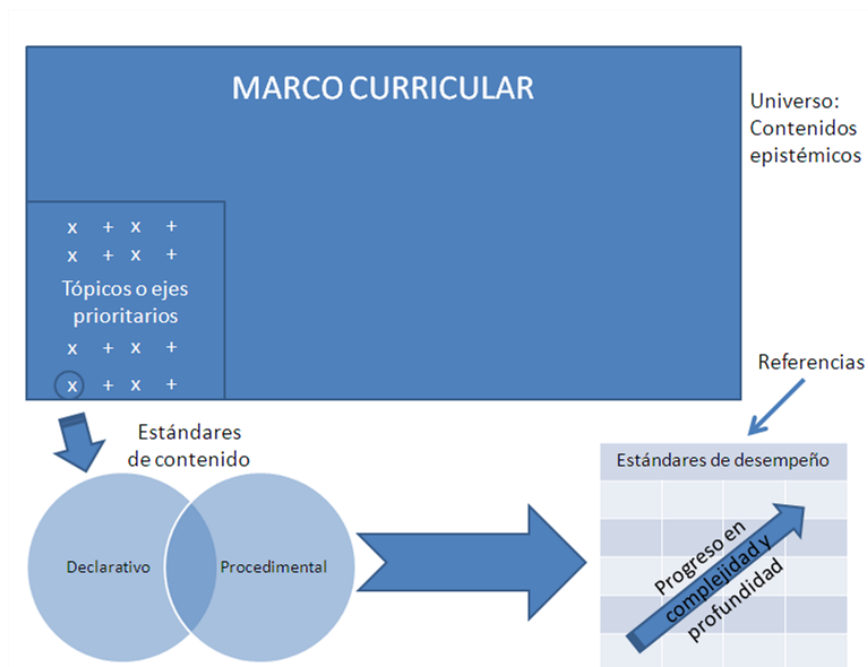 MARCO CURRICULAR
Universo:
Contenidos
epistémicos
x + x +
x + x +
Tópicos o ejes
prioritarios
x + x +
x + x +
Referencias
Estándares
de contenido
Declarativo
Procedimental
Estándares de desempeño
Progreso en
complejidad y
profundidad